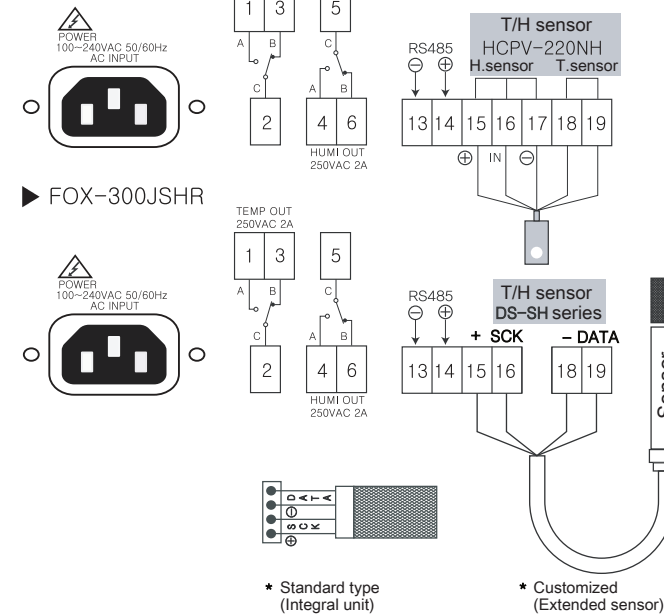 POWER
100~240VAC 50/60Hz
AC INPUT
1 3
A B
C
2
5
C
A B
4 6
HUMI OUT
250VAC 2A
RS485
⊖ ⊕
T/H sensor
HCPV-220NH
H.sensor T.sensor
13 14 15 16 17 18 19
⊕ IN ⊖
▶ FOX-300JSHR
POWER
100~240VAC 50/60Hz
AC INPUT
TEMP OUT
250VAC 2A
1 3
A B
C
2
5
C
A B
4 6
HUMI OUT
250VAC 2A
RS485
⊖ ⊕
T/H sensor
DS-SH series
+ SCK - DATA
13 14 15 16 18 19
Sensor
DATA
⊖
SCK
⊕
* Standard type
(Integral unit)
* Customized
(Extended sensor)